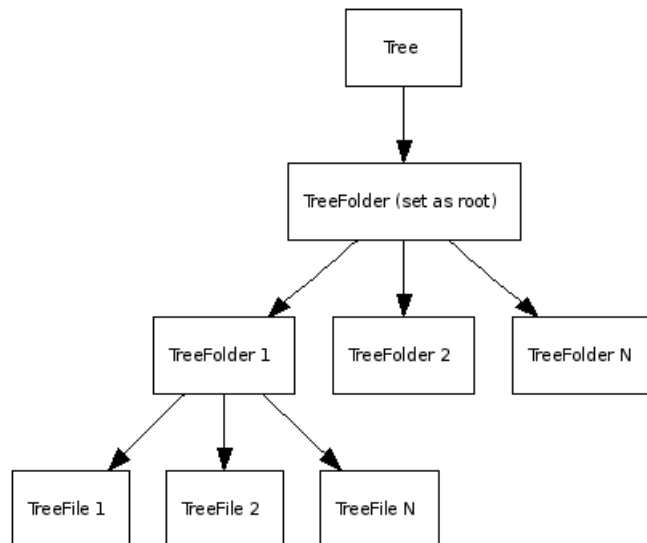 Tree
TreeFolder (set as root)
TreeFolder 1
TreeFolder 2
TreeFolder N
TreeFile 1
TreeFile 2
TreeFile N